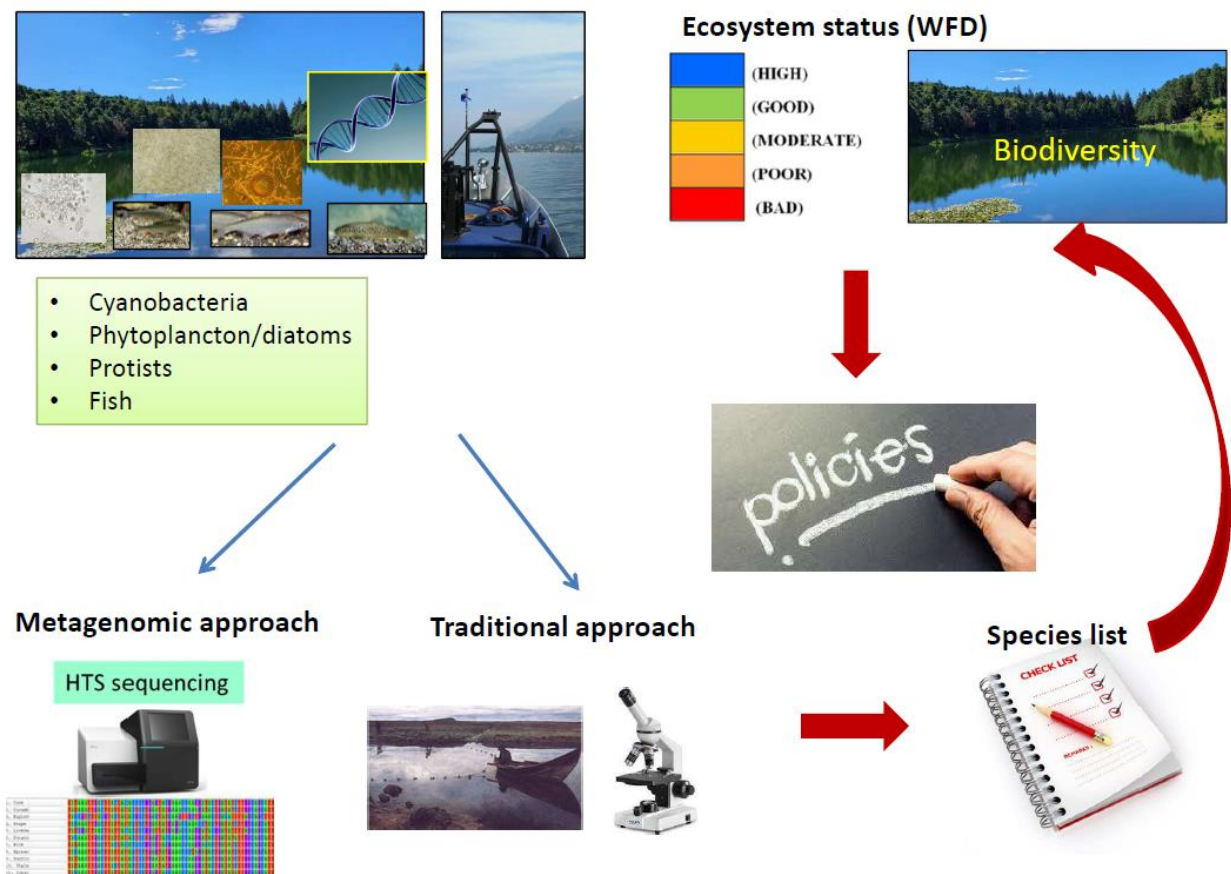 Ecosystem status (WFD)
(HIGH)
(GOOD)
(MODERATE)
(POOR)
(BAD)
Biodiversity
• Cyanobacteria
• Phytoplancton/diatoms
• Protists
• Fish
policies
Metagenomic approach
HTS sequencing
Traditional approach
Species list
CHECK LIST